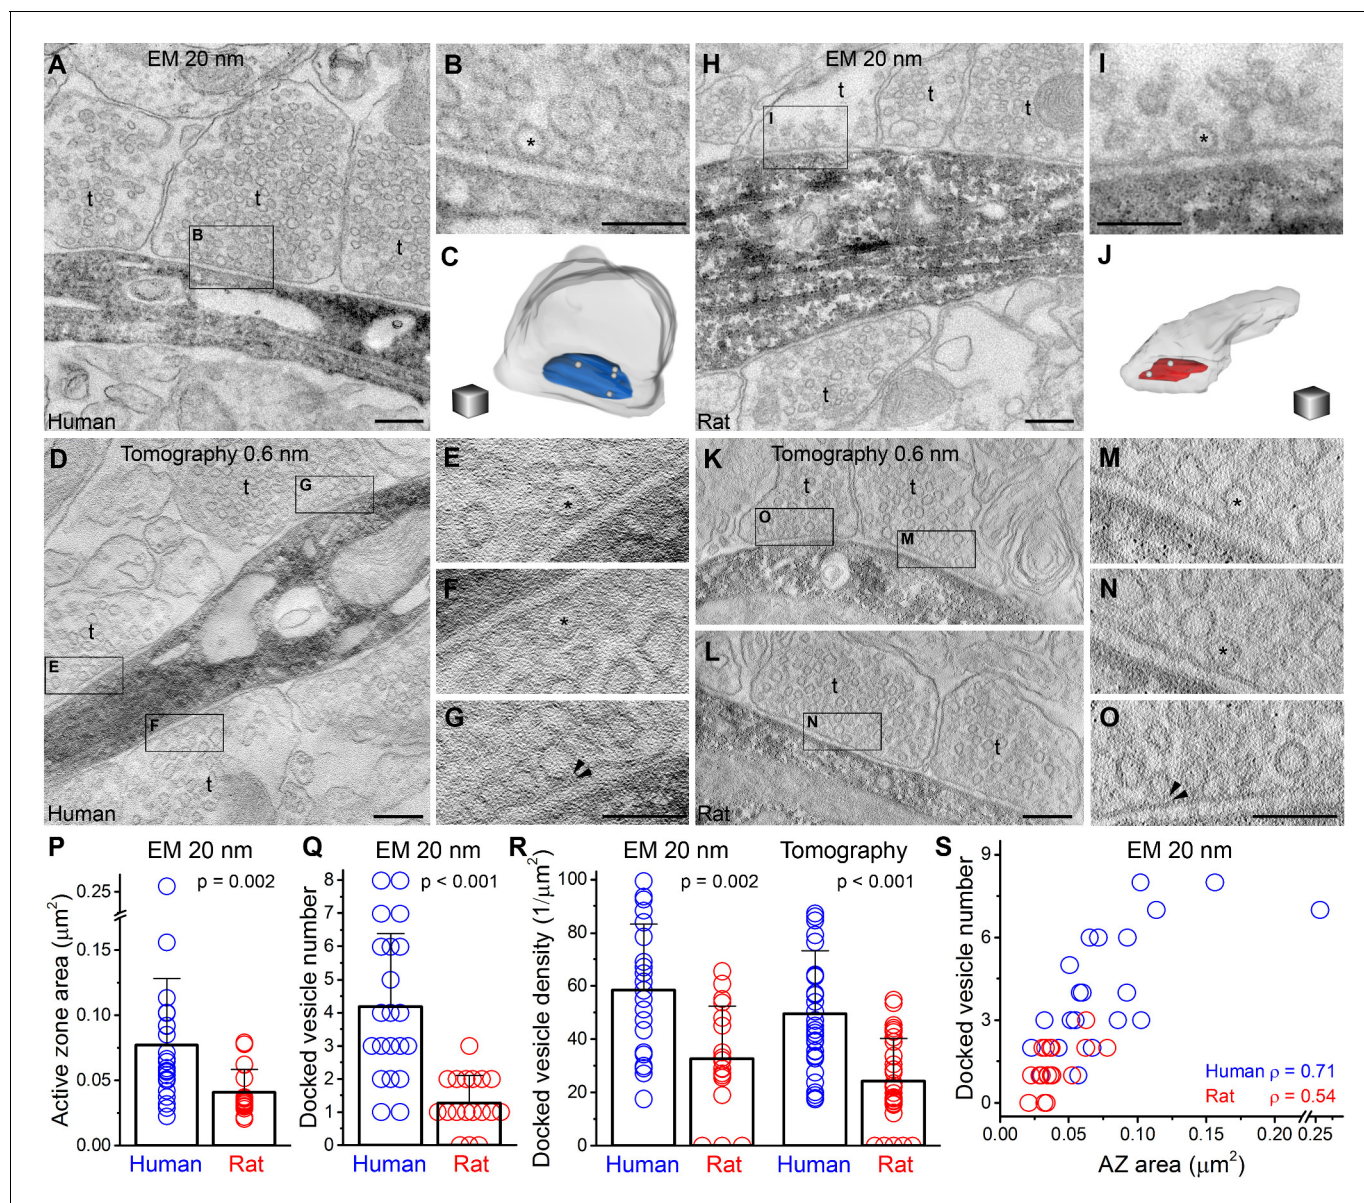 A EM 20 nm
t
t
t
B
Human
B
*
C
D Tomography 0.6 nm
G
t
t
E
F
t
Human
E
*
F
*
G
H EM 20 nm
t
t
t
I
t
Rat
I
*
J
K Tomography 0.6 nm
t
t
O
M
L
t
N
t
Rat
M
*
N
*
O
P EM 20 nm
p = 0.002
Active zone area (μm²)
0.25
0.15
0.10
0.05
0.00
Human Rat
Q EM 20 nm
p < 0.001
Docked vesicle number
8
7
6
5
4
3
2
1
0
Human Rat
R EM 20 nm Tomography
p = 0.002 p < 0.001
Docked vesicle density (1/μm²)
100
80
60
40
20
0
Human Rat Human Rat
S EM 20 nm
Docked vesicle number
9
6
3
0
Human ρ = 0.71
Rat ρ = 0.54
0.00 0.05 0.10 0.15 0.20 0.25
AZ area (μm²)